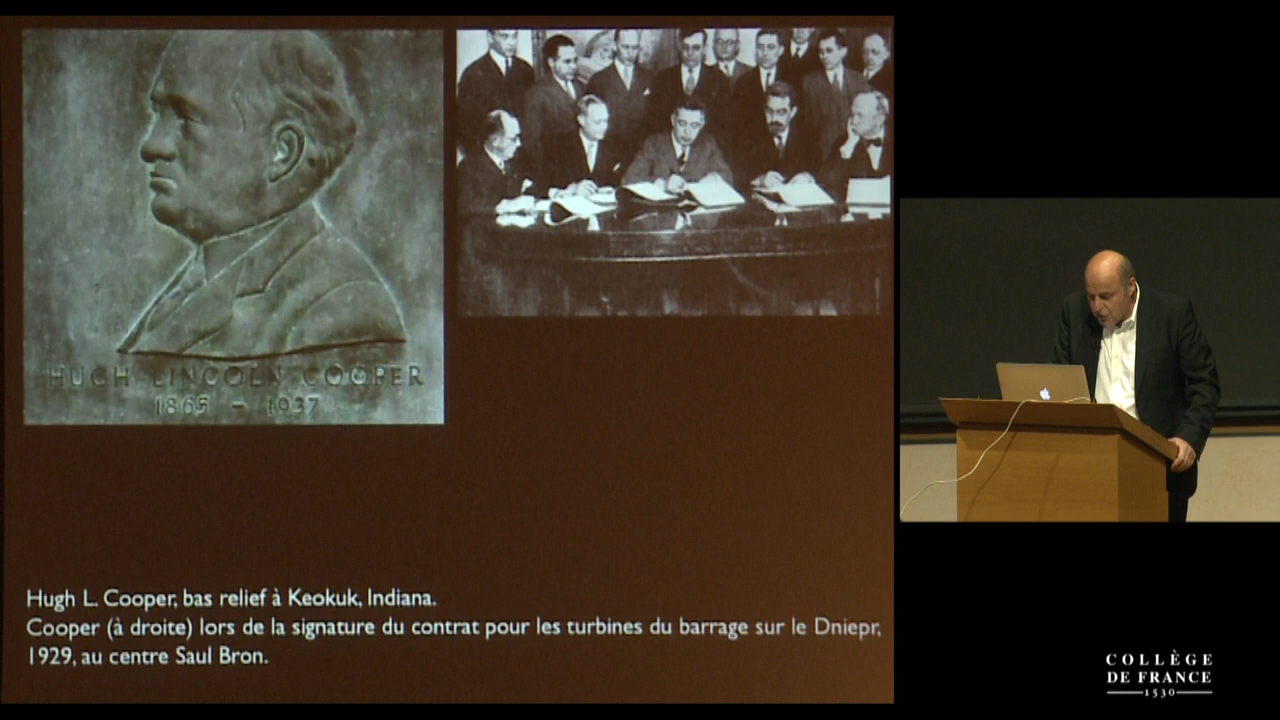 HUGH LINCOLN COOPER
1865 - 1937
Hugh L. Cooper, bas relief à Keokuk, Indiana.
Cooper (à droite) lors de la signature du contrat pour les turbines du barrage sur le Dniepr,
1929, au centre Saul Bron.
COLLÈGE
DE FRANCE
1530